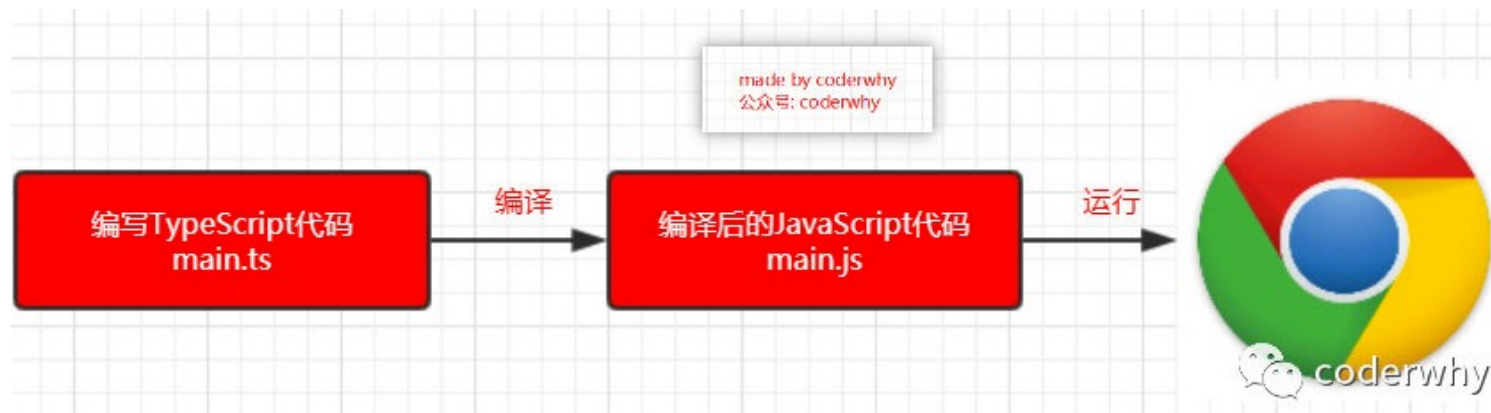 made by coderwhy
公众号: coderwhy
编写TypeScript代码
main.ts
编译
编译后的JavaScript代码
main.js
运行
coderwhy